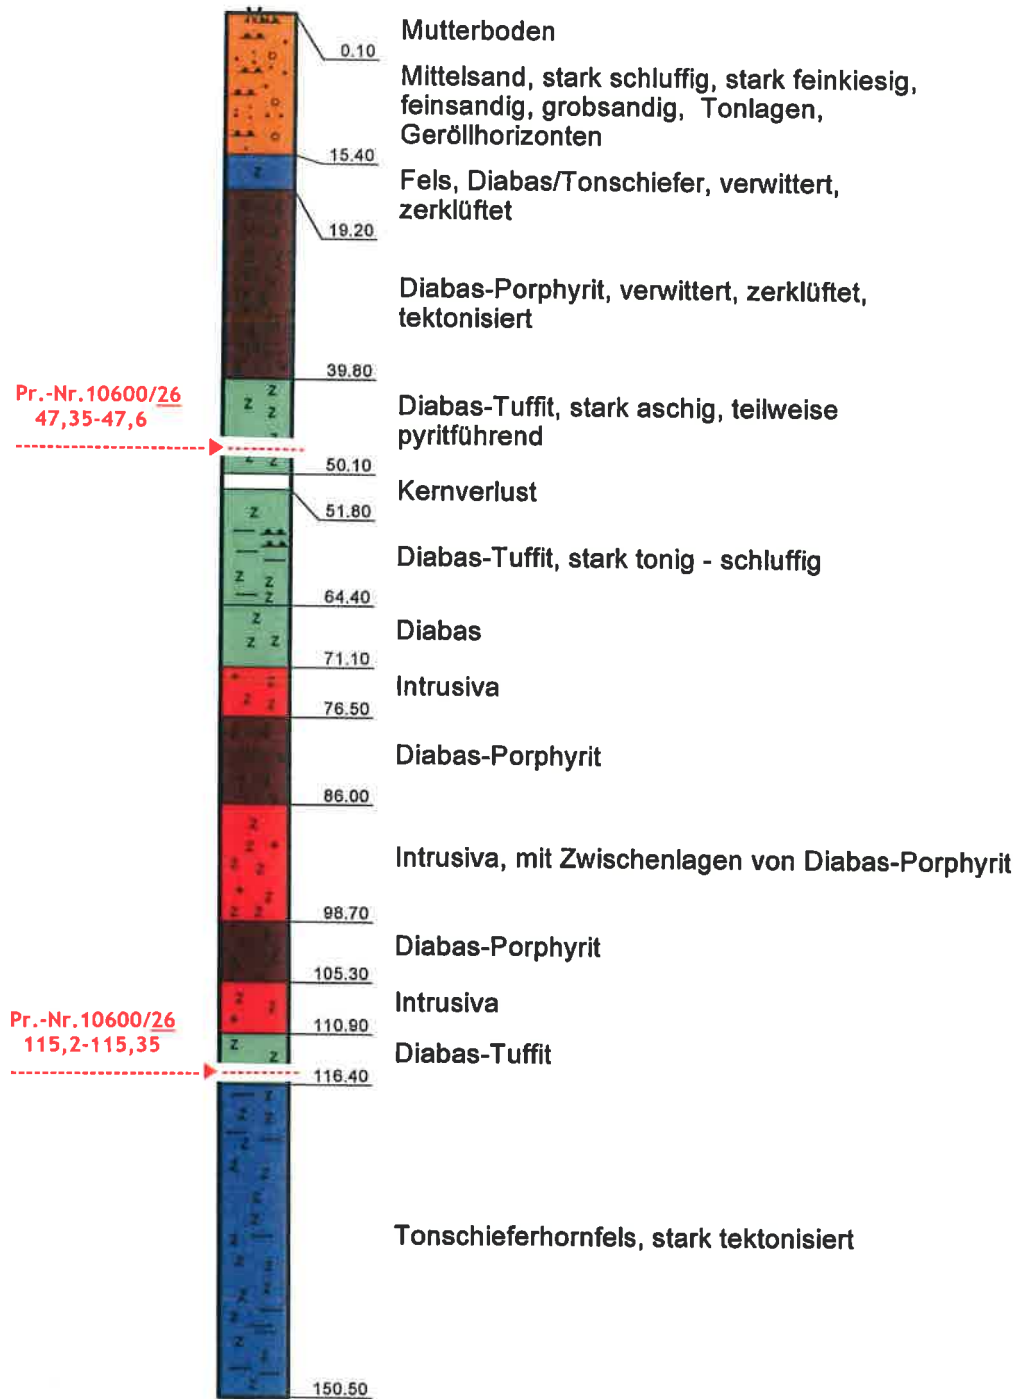 Mutterboden
0.10
Mittelsand, stark schluffig, stark feinkiesig,
feinsandig, grobsandig, Tonlagen,
Geröllhorizonten
15.40
Fels, Diabas/Tonschiefer, verwittert,
zerklüftet
19.20
Diabas-Porphyrit, verwittert, zerklüftet,
tektonisiert
39.80
Pr.-Nr.10600/26
47,35-47,6
Diabas-Tuffit, stark aschig, teilweise
pyritführend
50.10
Kernverlust
51.80
Diabas-Tuffit, stark tonig - schluffig
64.40
Diabas
71.10
Intrusiva
76.50
Diabas-Porphyrit
86.00
Intrusiva, mit Zwischenlagen von Diabas-Porphyrit
98.70
Diabas-Porphyrit
105.30
Intrusiva
110.90
Pr.-Nr.10600/26
115,2-115,35
Diabas-Tuffit
116.40
Tonschieferhornfels, stark tektonisiert
150.50